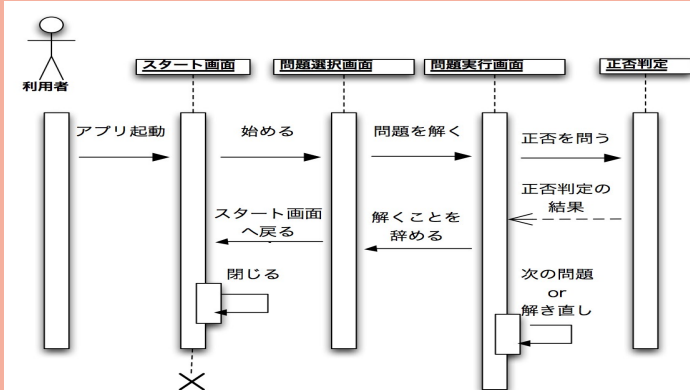 利用者
スタート画面
問題選択画面
問題実行画面
正否判定
アプリ起動
始める
問題を解く
正否を問う
正否判定の
結果
スタート画面
へ戻る
解くことを
辞める
閉じる
次の問題
or
解き直し